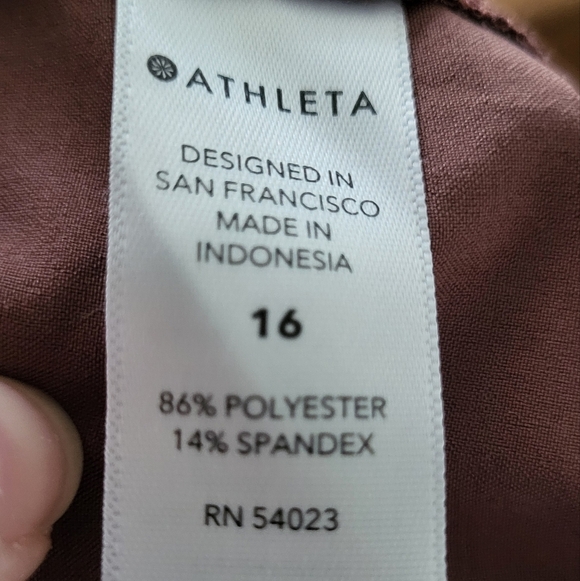 ATHLETA
DESIGNED IN
SAN FRANCISCO
MADE IN
INDONESIA
16
86% POLYESTER
14% SPANDEX
RN 54023